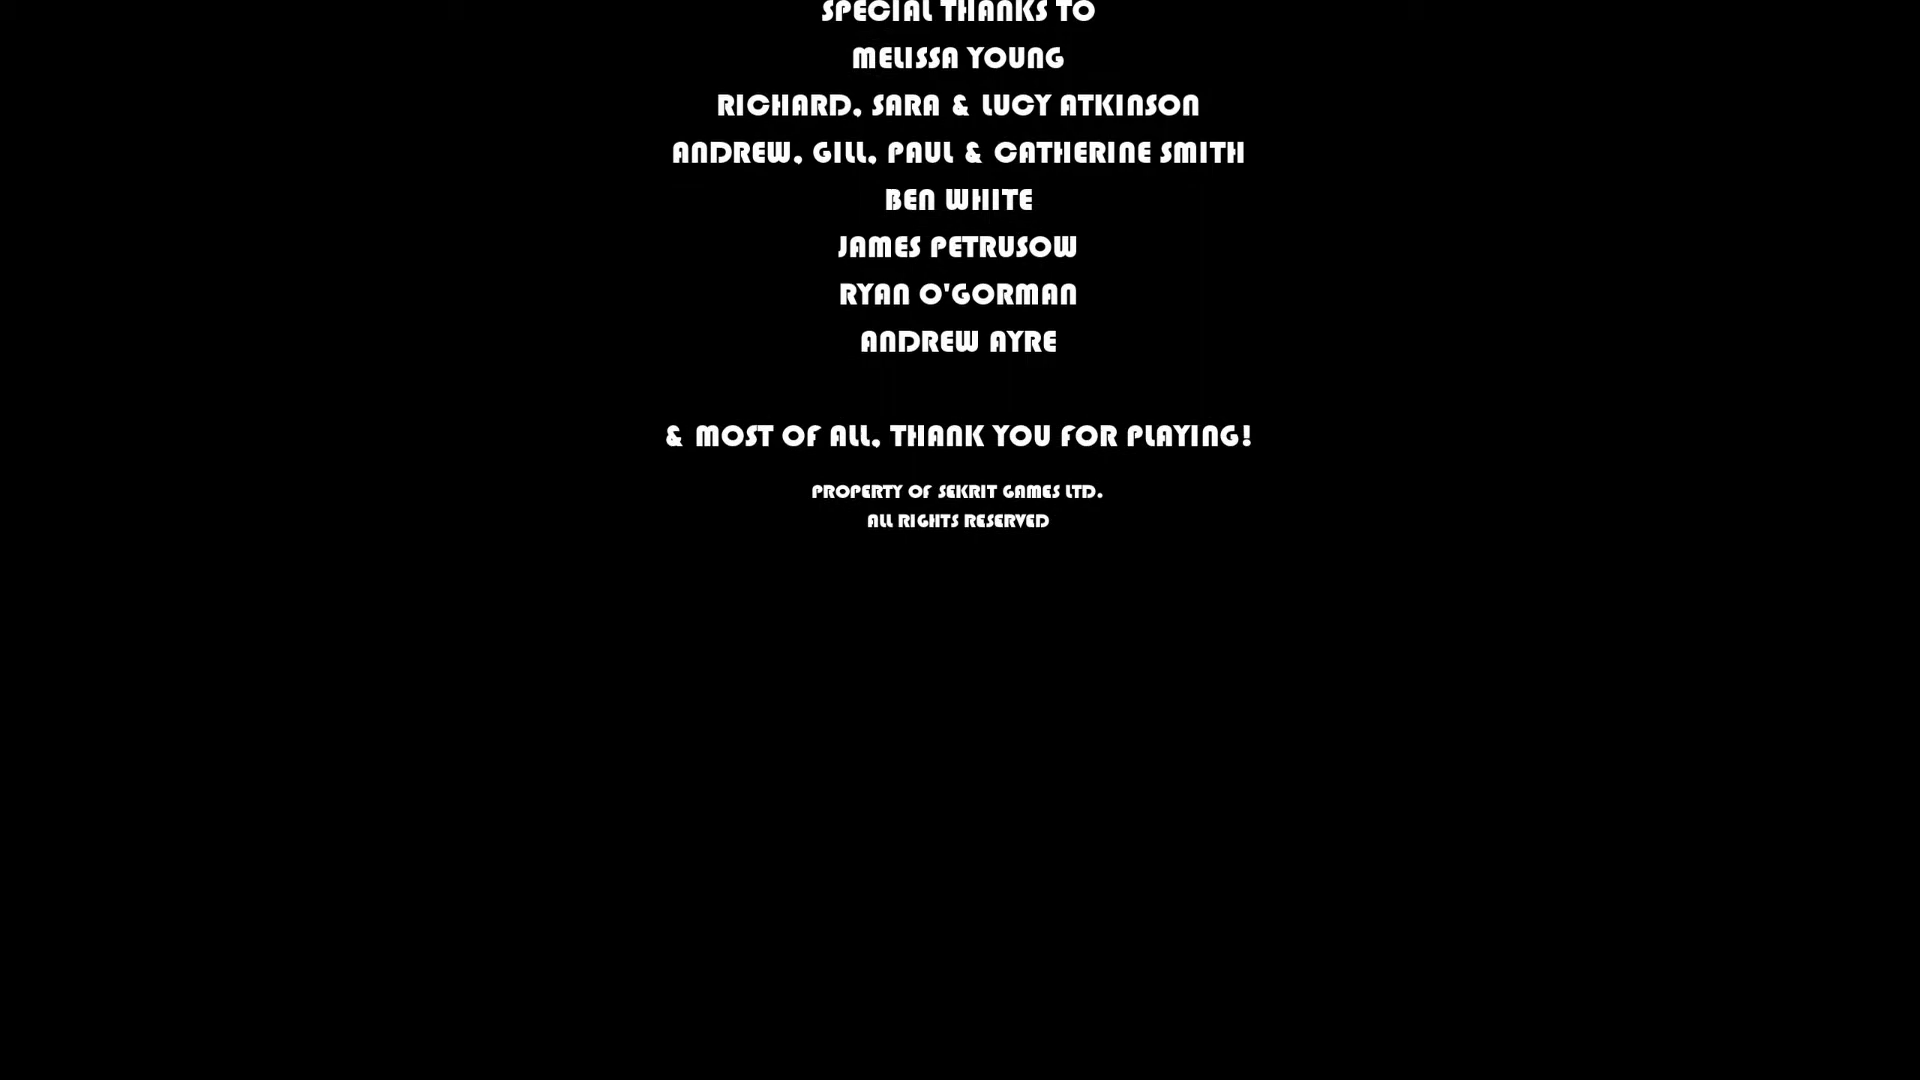 SPECIAL THANKS TO
MELISSA YOUNG
RICHARD, SARA & LUCY ATKINSON
ANDREW, GILL, PAUL & CATHERINE SMITH
BEN WHITE
JAMES PETRUSOW
RYAN O'GORMAN
ANDREW AYRE
& MOST OF ALL, THANK YOU FOR PLAYING!
PROPERTY OF SEKRIT GAMES LTD.
ALL RIGHTS RESERVED